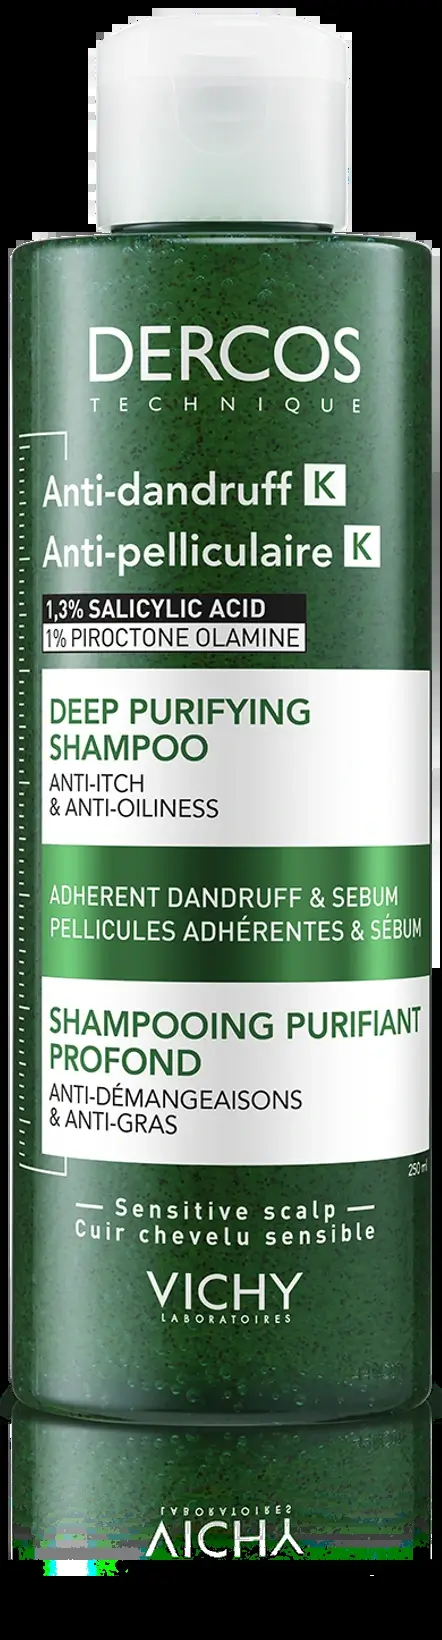 DERCOS
TECHNIQUE
Anti-dandruff K
Anti-pelliculaire K
1,3% SALICYLIC ACID
1% PIROCTONE OLAMINE
DEEP PURIFYING
SHAMPOO
ANTI-ITCH
& ANTI-OILINESS
ADHERENT DANDRUFF & SEBUM
PELLICULES ADHÉRENTES & SÉBUM
SHAMPOOING PURIFIANT
PROFOND
ANTI-DÉMANGEAISONS
& ANTI-GRAS
250 ml
Sensitive scalp
Cuir chevelu sensible
VICHY
LABORATOIRES